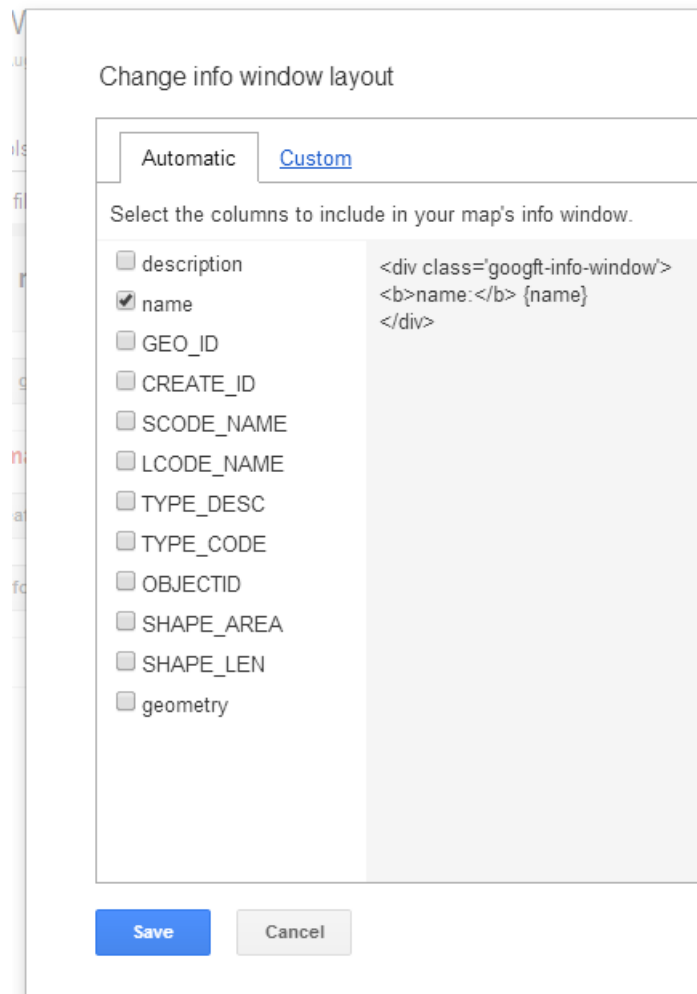 Change info window layout
Automatic
Custom
Select the columns to include in your map's info window.
description
name
GEO_ID
CREATE_ID
SCODE_NAME
LCODE_NAME
TYPE_DESC
TYPE_CODE
OBJECTID
SHAPE_AREA
SHAPE_LEN
geometry
<div class='googft-info-window'>
<b>name:</b> {name}
</div>
Save
Cancel